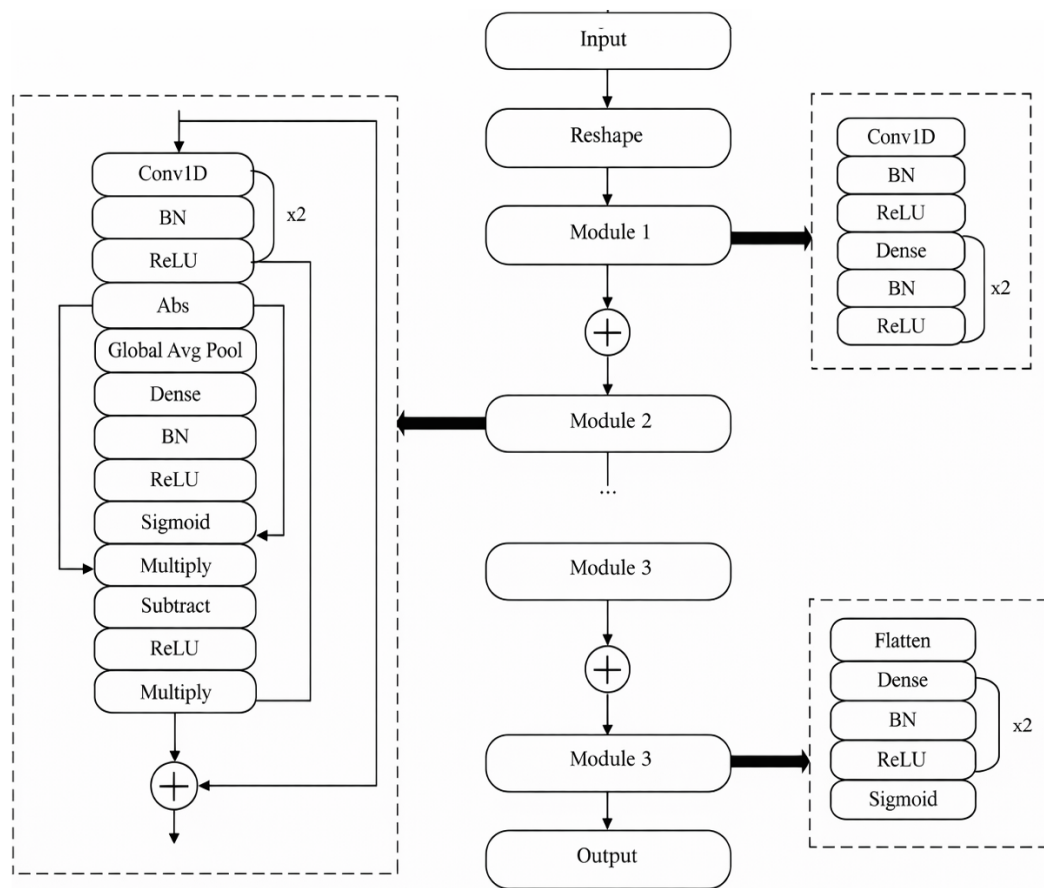 Input
Reshape
Module 1
Module 2
...
Module 3
Module 3
Output
Conv1D
BN
ReLU
x2
Abs
Global Avg Pool
Dense
BN
ReLU
Sigmoid
Multiply
Subtract
ReLU
Multiply
Conv1D
BN
ReLU
Dense
BN
ReLU
x2
Flatten
Dense
BN
ReLU
x2
Sigmoid